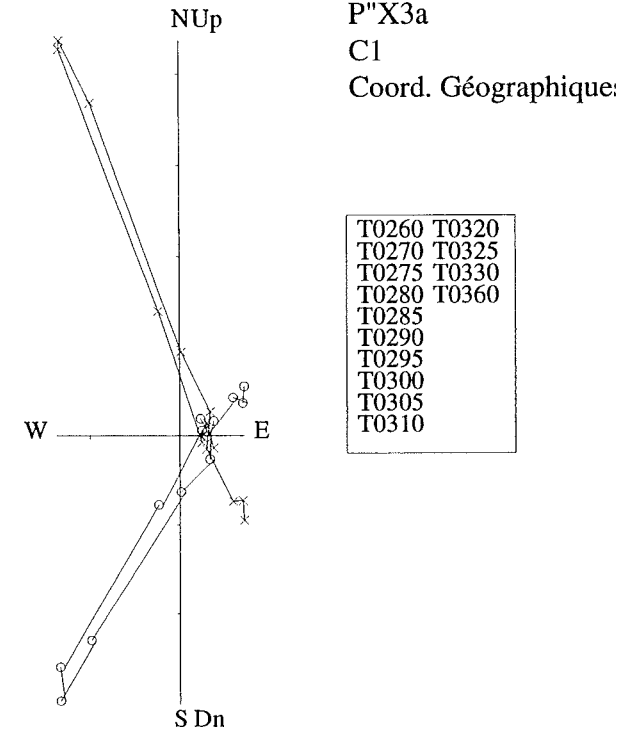 NUp
P"X3a
C1
Coord. Géographiques
W
E
T0260 T0320
T0270 T0325
T0275 T0330
T0280 T0360
T0285
T0290
T0295
T0300
T0305
T0310
S Dn